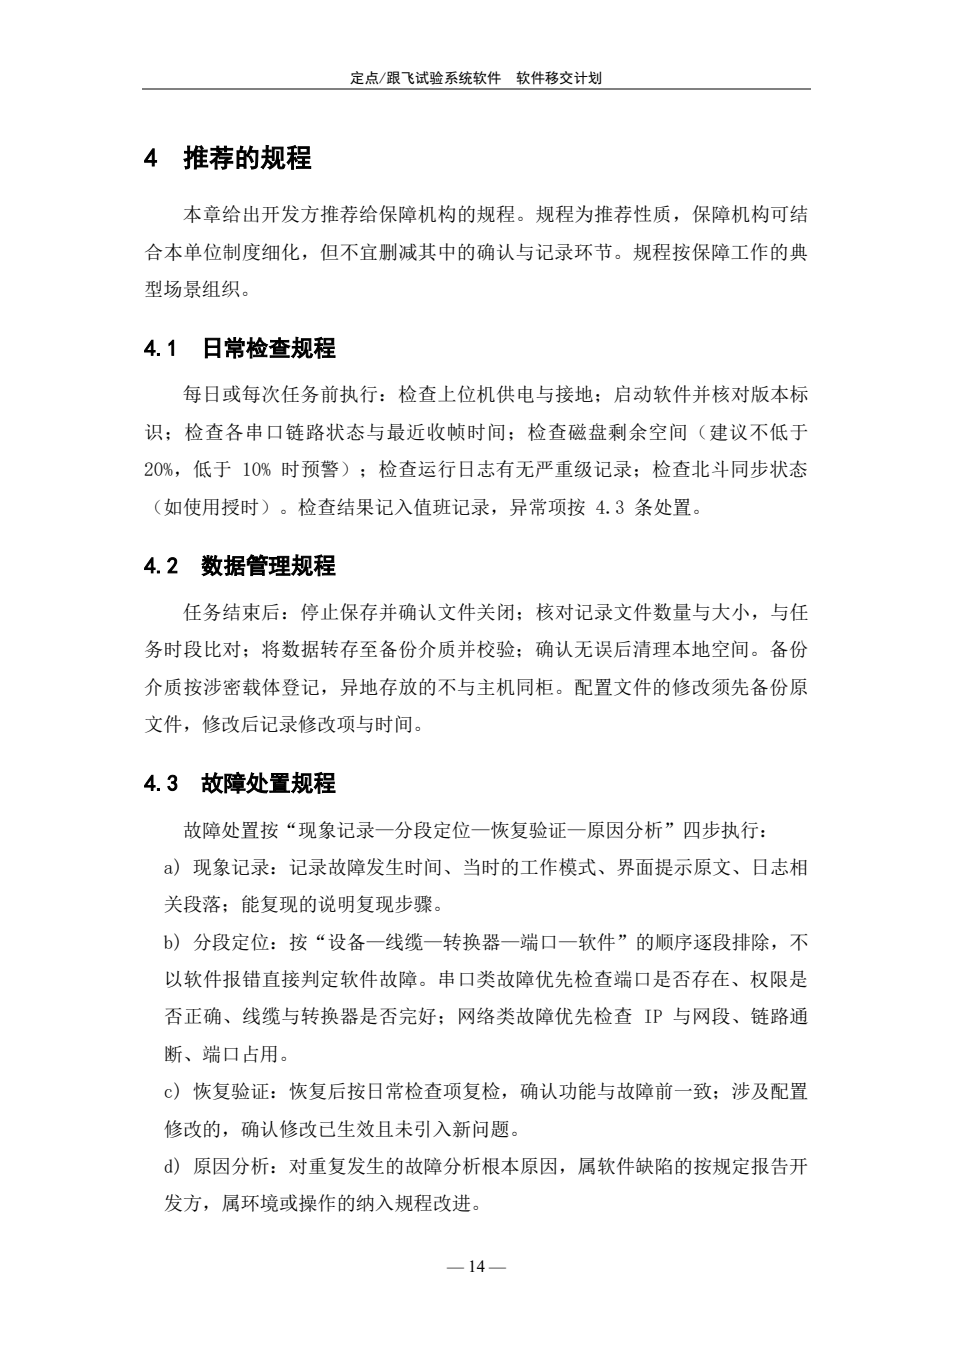 定点/跟飞试验系统软件　软件移交计划
4　推荐的规程
本章给出开发方推荐给保障机构的规程。规程为推荐性质，保障机构可结
合本单位制度细化，但不宜删减其中的确认与记录环节。规程按保障工作的典
型场景组织。
4.1　日常检查规程
每日或每次任务前执行：检查上位机供电与接地；启动软件并核对版本标
识；检查各串口链路状态与最近收帧时间；检查磁盘剩余空间（建议不低于
20%，低于 10% 时预警）；检查运行日志有无严重级记录；检查北斗同步状态
（如使用授时）。检查结果记入值班记录，异常项按 4.3 条处置。
4.2　数据管理规程
任务结束后：停止保存并确认文件关闭；核对记录文件数量与大小，与任
务时段比对；将数据转存至备份介质并校验；确认无误后清理本地空间。备份
介质按涉密载体登记，异地存放的不与主机同柜。配置文件的修改须先备份原
文件，修改后记录修改项与时间。
4.3　故障处置规程
故障处置按“现象记录—分段定位—恢复验证—原因分析”四步执行：
a) 现象记录：记录故障发生时间、当时的工作模式、界面提示原文、日志相
关段落；能复现的说明复现步骤。
b) 分段定位：按“设备—线缆—转换器—端口—软件”的顺序逐段排除，不
以软件报错直接判定软件故障。串口类故障优先检查端口是否存在、权限是
否正确、线缆与转换器是否完好；网络类故障优先检查 IP 与网段、链路通
断、端口占用。
c) 恢复验证：恢复后按日常检查项复检，确认功能与故障前一致；涉及配置
修改的，确认修改已生效且未引入新问题。
d) 原因分析：对重复发生的故障分析根本原因，属软件缺陷的按规定报告开
发方，属环境或操作的纳入规程改进。
— 14 —